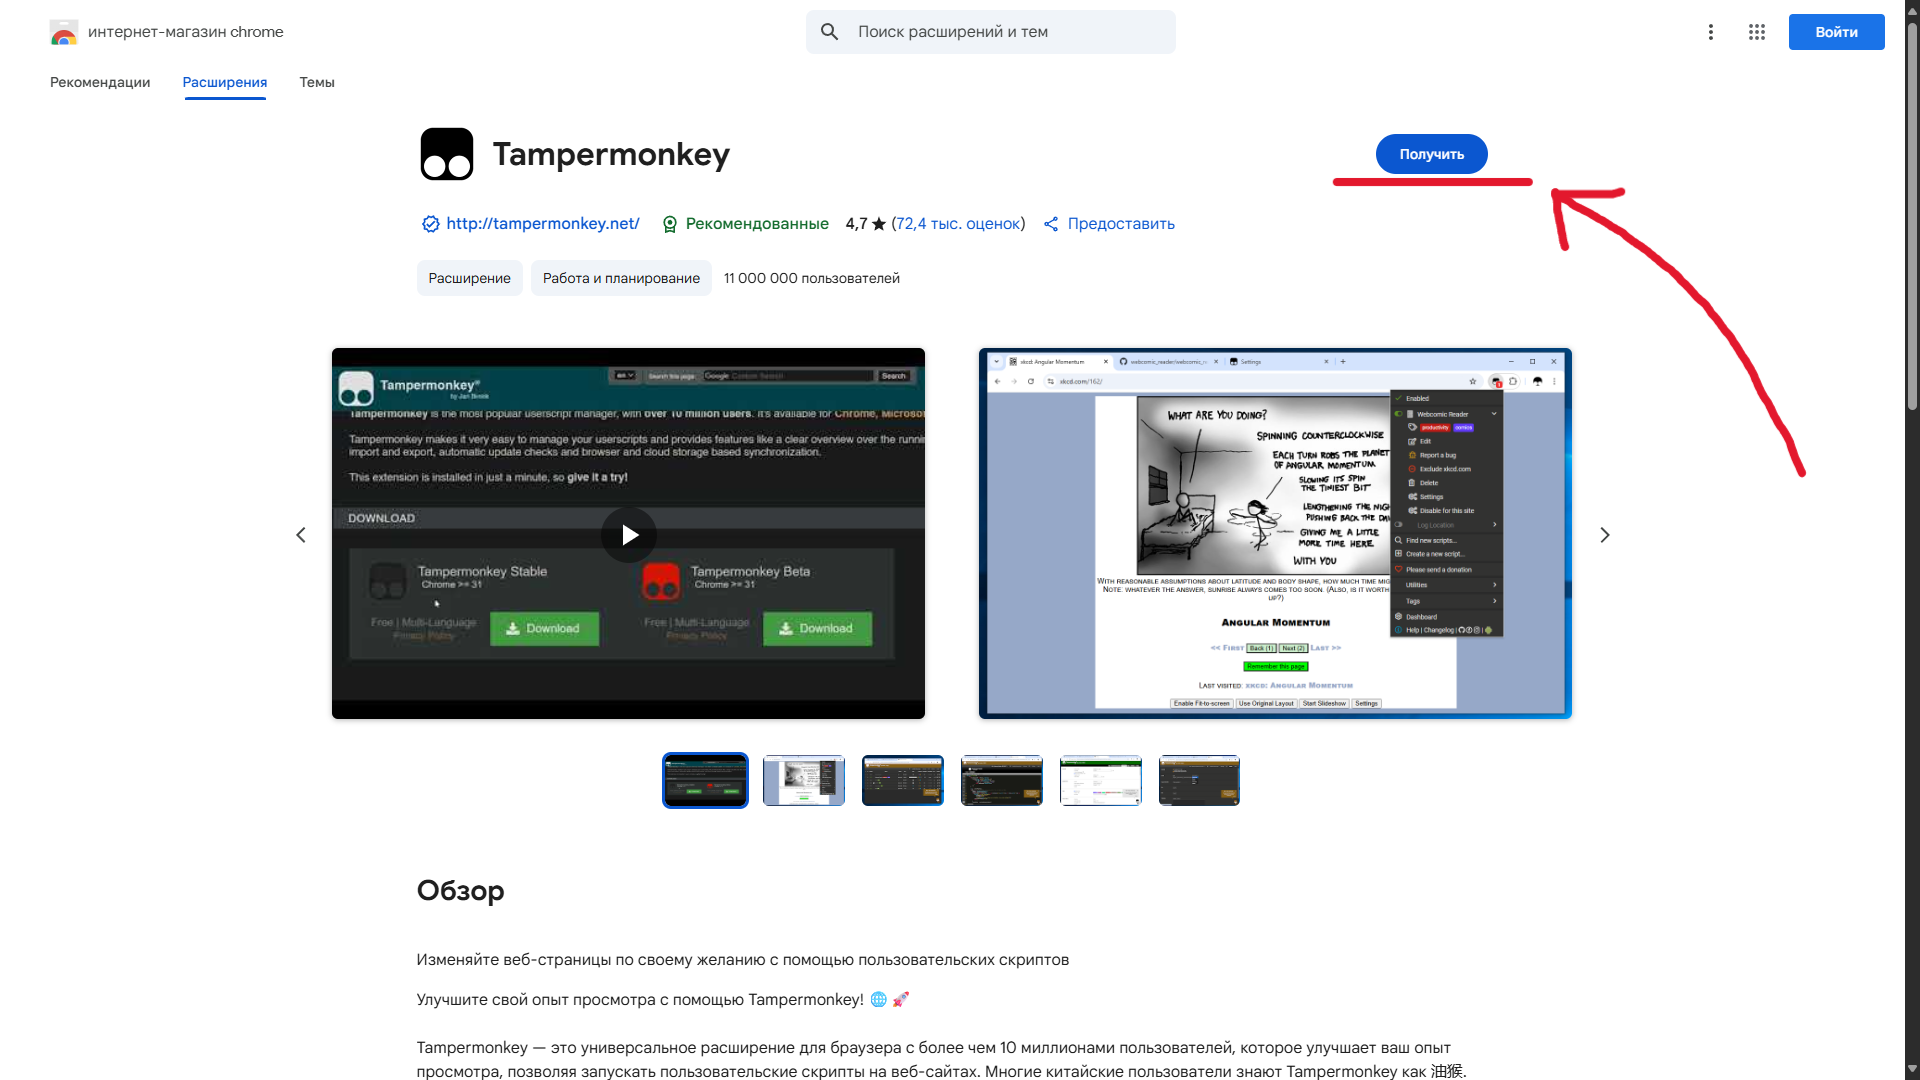 интернет-магазин chrome
Поиск расширений и тем
Войти
Рекомендации
Расширения
Темы
Tampermonkey
Получить
http://tampermonkey.net/
Рекомендованные
4,7 ★ (72,4 тыс. оценок)
Предоставить
Расширение
Работа и планирование
11 000 000 пользователей
Tampermonkey®
by Jan Biniok
Search this page:
Google Custom Search
Search
Tampermonkey is the most popular userscript manager, with over 10 million users. It's available for Chrome, Microsof
Tampermonkey makes it very easy to manage your userscripts and provides features like a clear overview over the runnin
import and export, automatic update checks and browser and cloud storage based synchronization.
This extension is installed in just a minute, so give it a try!
DOWNLOAD
Tampermonkey Stable
Chrome >= 31
Free | Multi-Language
Privacy Policy
Download
Tampermonkey Beta
Chrome >= 31
Free | Multi-Language
Privacy Policy
Download
xkcd: Angular Momentum
Settings
xkcd.com/162/
WHAT ARE YOU DOING?
SPINNING COUNTERCLOCKWISE
EACH TURN ROBS THE PLANET
OF ANGULAR MOMENTUM
SLOWING ITS SPIN
THE TINIEST BIT
LENGTHENING THE NIG
PUSHING BACK THE DA
GIVING ME A LITTLE
MORE TIME HERE
WITH YOU
With reasonable assumptions about latitude and body shape, how much time mig
Note: whatever the answer, sunrise always comes too soon. (Also, is it worth
up?)
Angular Momentum
<< First
Back (1)
Next (2)
Last >>
Remember this page
Last visited: xkcd: Angular Momentum
Enable Fit-to-screen
Use Original Layout
Start Slideshow
Settings
Enabled
Webcomic Reader
productivity
comics
Edit
Report a bug
Exclude xkcd.com
Delete
Settings
Disable for this site
Log Location
Find new scripts...
Create a new script...
Please send a donation
Utilities
Tags
Dashboard
Help | Changelog |
Обзор
Изменяйте веб-страницы по своему желанию с помощью пользовательских скриптов
Улучшите свой опыт просмотра с помощью Tampermonkey! 🌐 🚀
Tampermonkey — это универсальное расширение для браузера с более чем 10 миллионами пользователей, которое улучшает ваш опыт
просмотра, позволяя запускать пользовательские скрипты на веб-сайтах. Многие китайские пользователи знают Tampermonkey как 油猴.